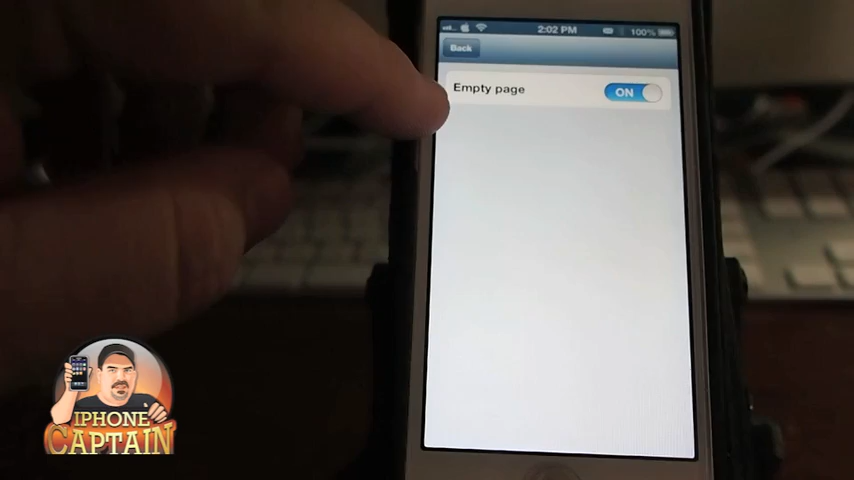 2:02 PM
100%
Back
Empty page
ON
IPHONE
CAPTAIN